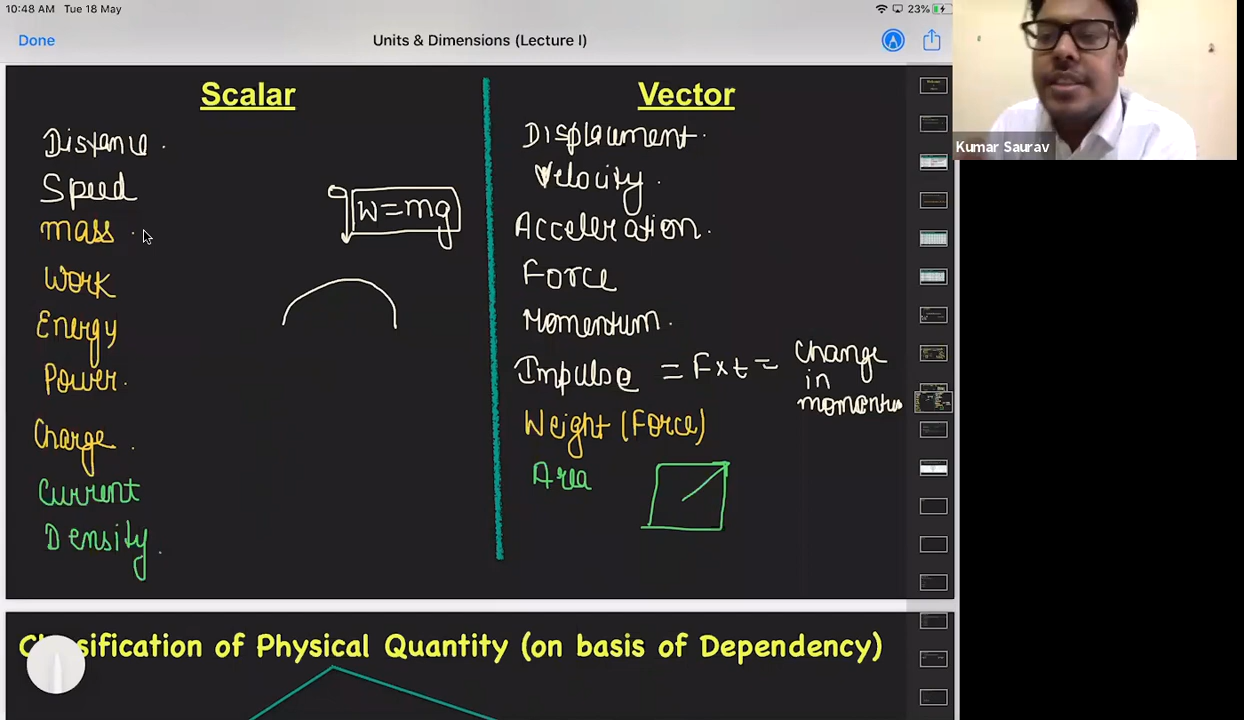 10:48 AM Tue 18 May
23%
Done
Units & Dimensions (Lecture I)
Kumar Saurav
Scalar
Distance
Speed
mass
Work
Energy
Power
Charge
Current
Density
W=mg
Vector
Displacement
Velocity
Acceleration
Force
Momentum
Impulse = F×t = Change
in
momentum
Weight (Force)
Area
Classification of Physical Quantity (on basis of Dependency)